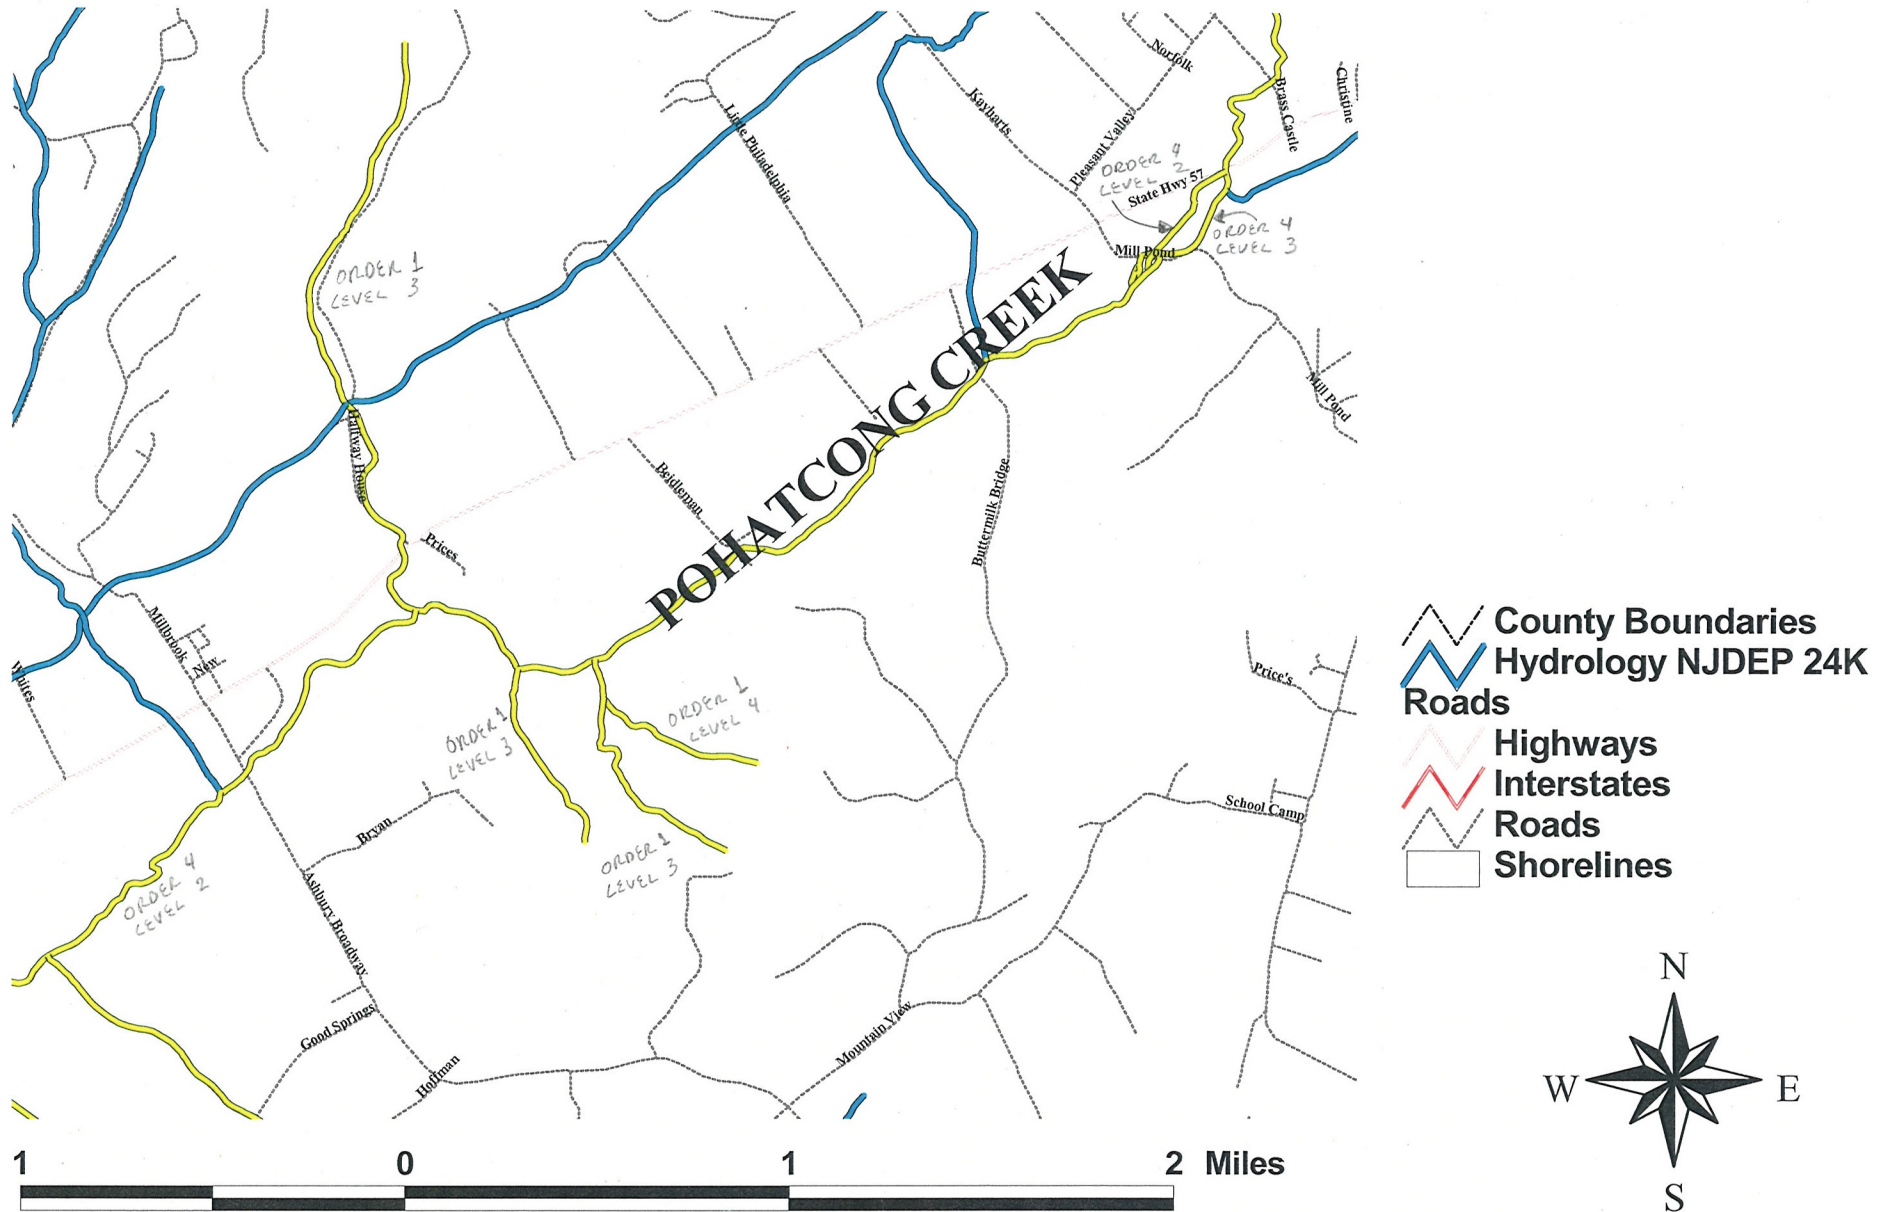 Norfolk
Christine
Kayharts
Brass Castle
Little Philadelphia
Pleasant Valley
ORDER 4
LEVEL 2
State Hwy 57
ORDER 4
LEVEL 3
Mill Pond
ORDER 1
LEVEL 3
POHATCONG CREEK
Mill Pond
Halfway House
Beidleman
Buttermilk Bridge
Prices
Millbrook
New
Whites
Price's
ORDER 1
LEVEL 4
ORDER 1
LEVEL 3
School Camp
Bryan
ORDER 1
LEVEL 3
ORDER 4
LEVEL 2
Asbury Broadway
Good Springs
Mountain View
Hoffman
County Boundaries
Hydrology NJDEP 24K
Roads
Highways
Interstates
Roads
Shorelines
N
W E
S
1 0 1 2 Miles